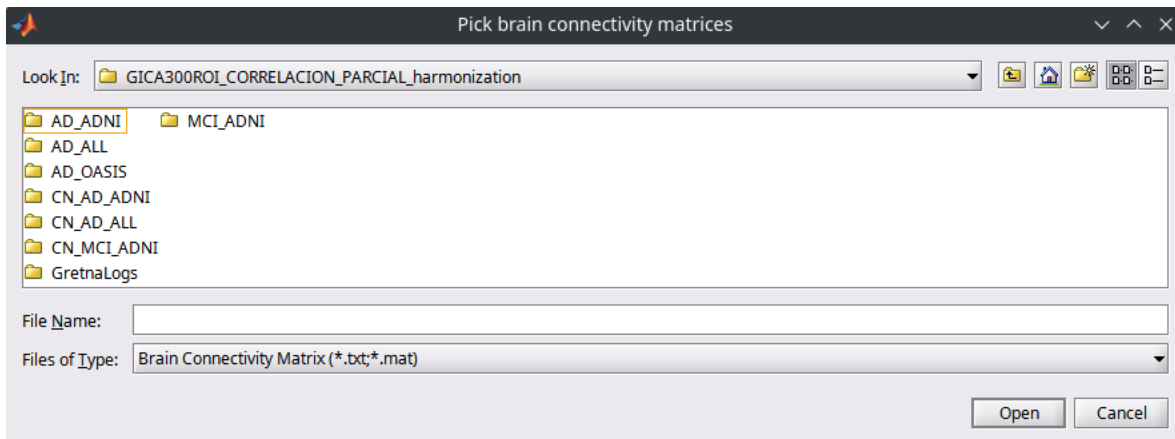 Pick brain connectivity matrices
Look In: GICA300ROI_CORRELACION_PARCIAL_harmonization
AD_ADNI MCI_ADNI
AD_ALL
AD_OASIS
CN_AD_ADNI
CN_AD_ALL
CN_MCI_ADNI
GretnaLogs
File Name:
Files of Type: Brain Connectivity Matrix (*.txt;*.mat)
Open Cancel